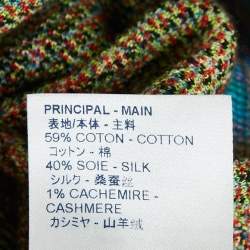 PRINCIPAL - MAIN
表地/本体 - 主料
59% COTON - COTTON
コットン - 棉
40% SOIE - SILK
シルク - 桑蚕丝
1% CACHEMIRE -
CASHMERE
カシミヤ - 山羊绒